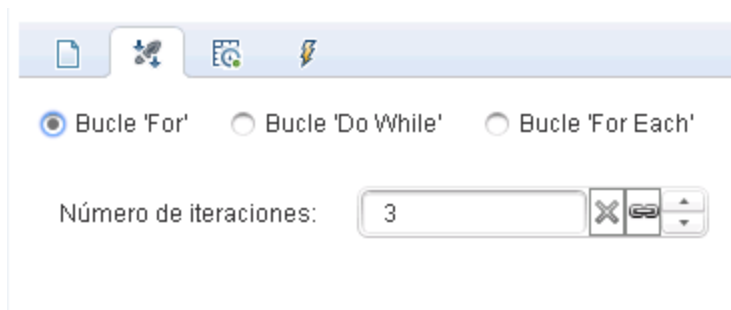 Bucle 'For' Bucle 'Do While' Bucle 'For Each'
Número de iteraciones: 3